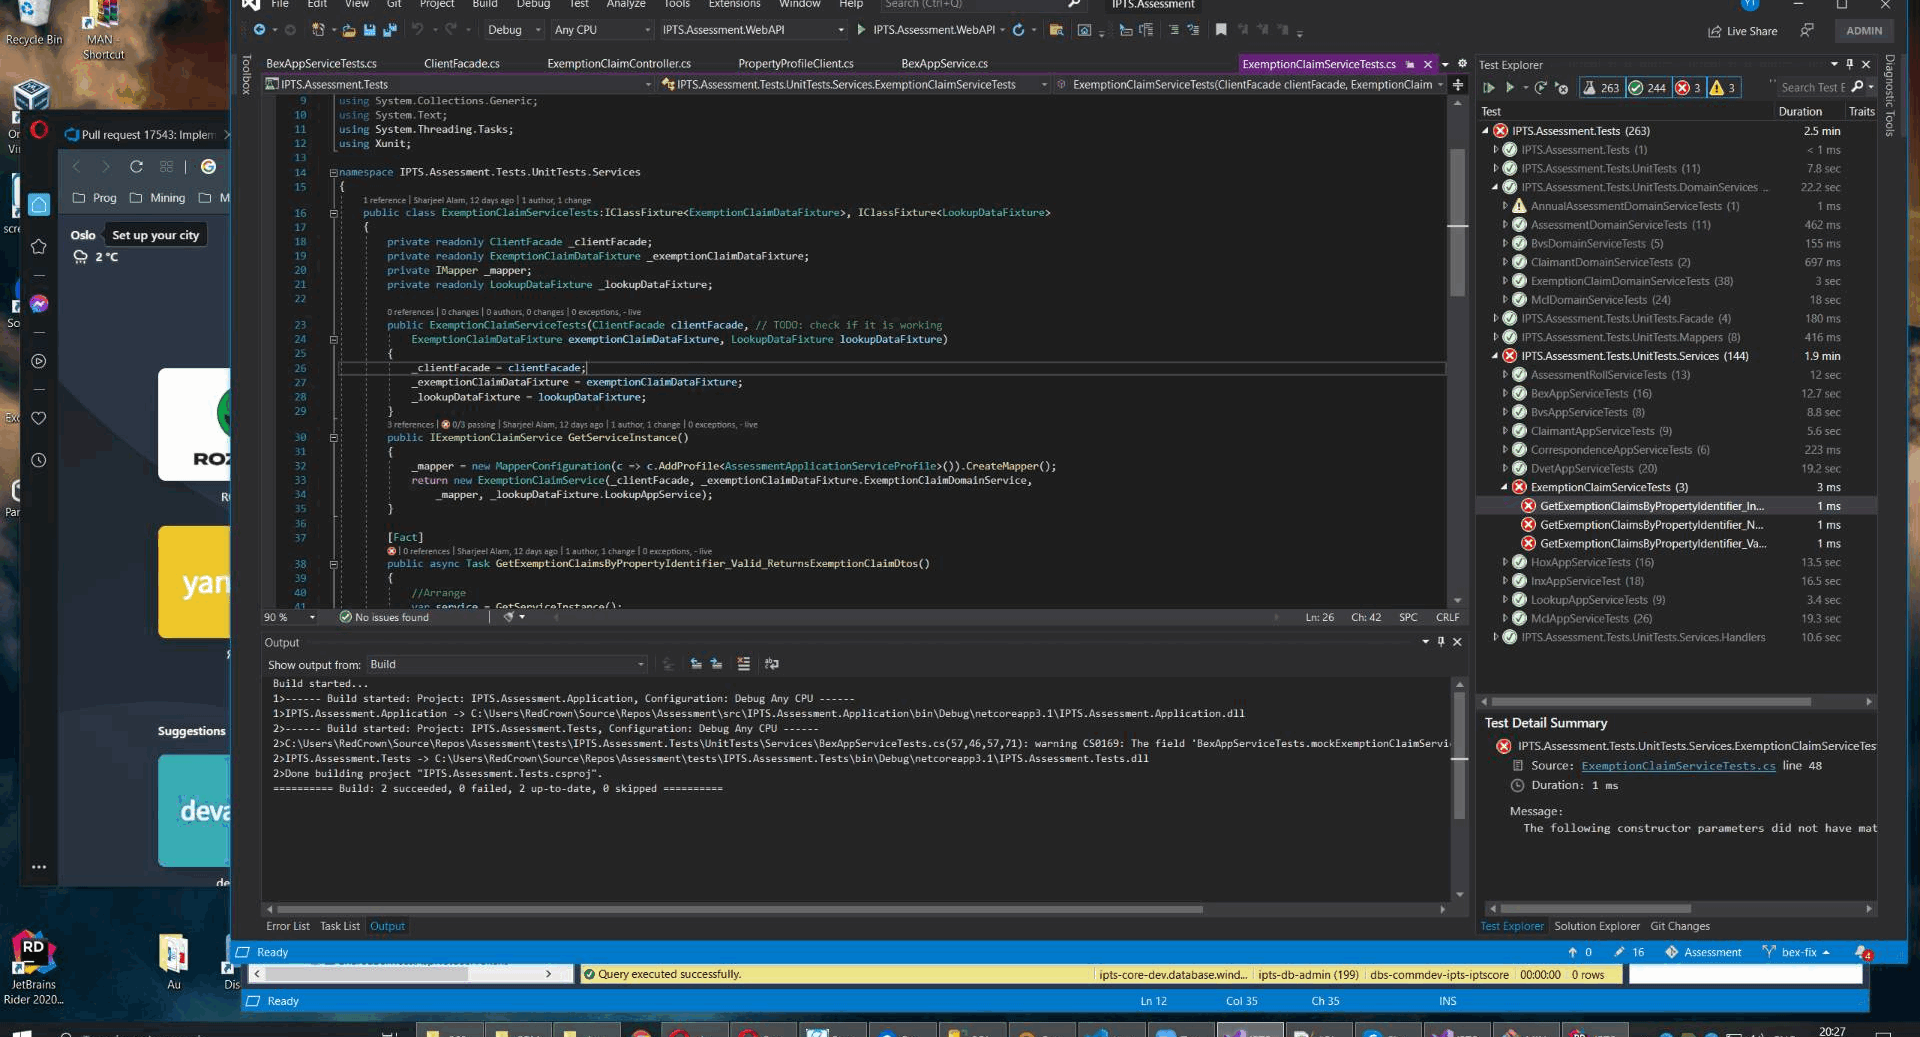 File Edit View Git Project Build Debug Test Analyze Tools Extensions Window Help Search (Ctrl+Q) IPTS.Assessment
Debug Any CPU IPTS.Assessment.WebAPI IPTS.Assessment.WebAPI Live Share ADMIN
BexAppServiceTests.cs ClientFacade.cs ExemptionClaimController.cs PropertyProfileClient.cs BexAppService.cs ExemptionClaimServiceTests.cs
IPTS.Assessment.Tests IPTS.Assessment.Tests.UnitTests.Services.ExemptionClaimServiceTests ExemptionClaimServiceTests(ClientFacade clientFacade, ExemptionClaim
Toolbox
9 using System.Collections.Generic;
10 using System.Text;
11 using System.Threading.Tasks;
12 using Xunit;
13
14 namespace IPTS.Assessment.Tests.UnitTests.Services
15 {
1 reference | Sharjeel Alam, 12 days ago | 1 author, 1 change
16 public class ExemptionClaimServiceTests:IClassFixture<ExemptionClaimDataFixture>, IClassFixture<LookupDataFixture>
17 {
18 private readonly ClientFacade _clientFacade;
19 private readonly ExemptionClaimDataFixture _exemptionClaimDataFixture;
20 private IMapper _mapper;
21 private readonly LookupDataFixture _lookupDataFixture;
22
0 references | 0 changes | 0 authors, 0 changes | 0 exceptions, - live
23 public ExemptionClaimServiceTests(ClientFacade clientFacade, // TODO: check if it is working
24 ExemptionClaimDataFixture exemptionClaimDataFixture, LookupDataFixture lookupDataFixture)
25 {
26 _clientFacade = clientFacade;
27 _exemptionClaimDataFixture = exemptionClaimDataFixture;
28 _lookupDataFixture = lookupDataFixture;
29 }
3 references | 0/3 passing | Sharjeel Alam, 12 days ago | 1 author, 1 change | 0 exceptions, - live
30 public IExemptionClaimService GetServiceInstance()
31 {
32 _mapper = new MapperConfiguration(c => c.AddProfile<AssessmentApplicationServiceProfile>()).CreateMapper();
33 return new ExemptionClaimService(_clientFacade, _exemptionClaimDataFixture.ExemptionClaimDomainService,
34 _mapper, _lookupDataFixture.LookupAppService);
35 }
36
37 [Fact]
0 references | Sharjeel Alam, 12 days ago | 1 author, 1 change | 0 exceptions, - live
38 public async Task GetExemptionClaimsByPropertyIdentifier_Valid_ReturnsExemptionClaimDtos()
39 {
40 //Arrange
41 var service = GetServiceInstance();
90 % No issues found Ln: 26 Ch: 42 SPC CRLF
Output
Show output from: Build
Build started...
1>------ Build started: Project: IPTS.Assessment.Application, Configuration: Debug Any CPU ------
1>IPTS.Assessment.Application -> C:\Users\RedCrown\Source\Repos\Assessment\src\IPTS.Assessment.Application\bin\Debug\netcoreapp3.1\IPTS.Assessment.Application.dll
2>------ Build started: Project: IPTS.Assessment.Tests, Configuration: Debug Any CPU ------
2>C:\Users\RedCrown\Source\Repos\Assessment\tests\IPTS.Assessment.Tests\UnitTests\Services\BexAppServiceTests.cs(57,46,57,71): warning CS0169: The field 'BexAppServiceTests.mockExemptionClaimServi
2>IPTS.Assessment.Tests -> C:\Users\RedCrown\Source\Repos\Assessment\tests\IPTS.Assessment.Tests\bin\Debug\netcoreapp3.1\IPTS.Assessment.Tests.dll
2>Done building project "IPTS.Assessment.Tests.csproj".
========== Build: 2 succeeded, 0 failed, 2 up-to-date, 0 skipped ==========
Error List Task List Output
Test Explorer
263 244 3 3 Search Test E
Test Duration Traits
IPTS.Assessment.Tests (263) 2.5 min
IPTS.Assessment.Tests (1) < 1 ms
IPTS.Assessment.Tests.UnitTests (11) 7.8 sec
IPTS.Assessment.Tests.UnitTests.DomainServices ... 22.2 sec
AnnualAssessmentDomainServiceTests (1) 1 ms
AssessmentDomainServiceTests (11) 462 ms
BvsDomainServiceTests (5) 155 ms
ClaimantDomainServiceTests (2) 697 ms
ExemptionClaimDomainServiceTests (38) 3 sec
MclDomainServiceTests (24) 18 sec
IPTS.Assessment.Tests.UnitTests.Facade (4) 180 ms
IPTS.Assessment.Tests.UnitTests.Mappers (8) 416 ms
IPTS.Assessment.Tests.UnitTests.Services (144) 1.9 min
AssessmentRollServiceTests (13) 12 sec
BexAppServiceTests (16) 12.7 sec
BvsAppServiceTests (8) 8.8 sec
ClaimantAppServiceTests (9) 5.6 sec
CorrespondenceAppServiceTests (6) 223 ms
DvetAppServiceTests (20) 19.2 sec
ExemptionClaimServiceTests (3) 3 ms
GetExemptionClaimsByPropertyIdentifier_In... 1 ms
GetExemptionClaimsByPropertyIdentifier_N... 1 ms
GetExemptionClaimsByPropertyIdentifier_Va... 1 ms
HoxAppServiceTests (16) 13.5 sec
InxAppServiceTest (18) 16.5 sec
LookupAppServiceTests (9) 3.4 sec
MclAppServiceTests (26) 19.3 sec
IPTS.Assessment.Tests.UnitTests.Services.Handlers 10.6 sec
Test Detail Summary
IPTS.Assessment.Tests.UnitTests.Services.ExemptionClaimServiceTes
Source: ExemptionClaimServiceTests.cs line 48
Duration: 1 ms
Message:
The following constructor parameters did not have mat
Test Explorer Solution Explorer Git Changes
Diagnostic Tools
Ready 0 16 Assessment bex-fix 4
Query executed successfully. ipts-core-dev.database.wind... ipts-db-admin (199) dbs-commdev-ipts-iptscore 00:00:00 0 rows
Ready Ln 12 Col 35 Ch 35 INS
Recycle Bin
MAN - Shortcut
Pull request 17543: Implem
Prog Mining M
Oslo Set up your city
2 °C
ROZ
yan
Suggestions
deva
de
RD
JetBrains Rider 2020...
Au
Dis
20:27